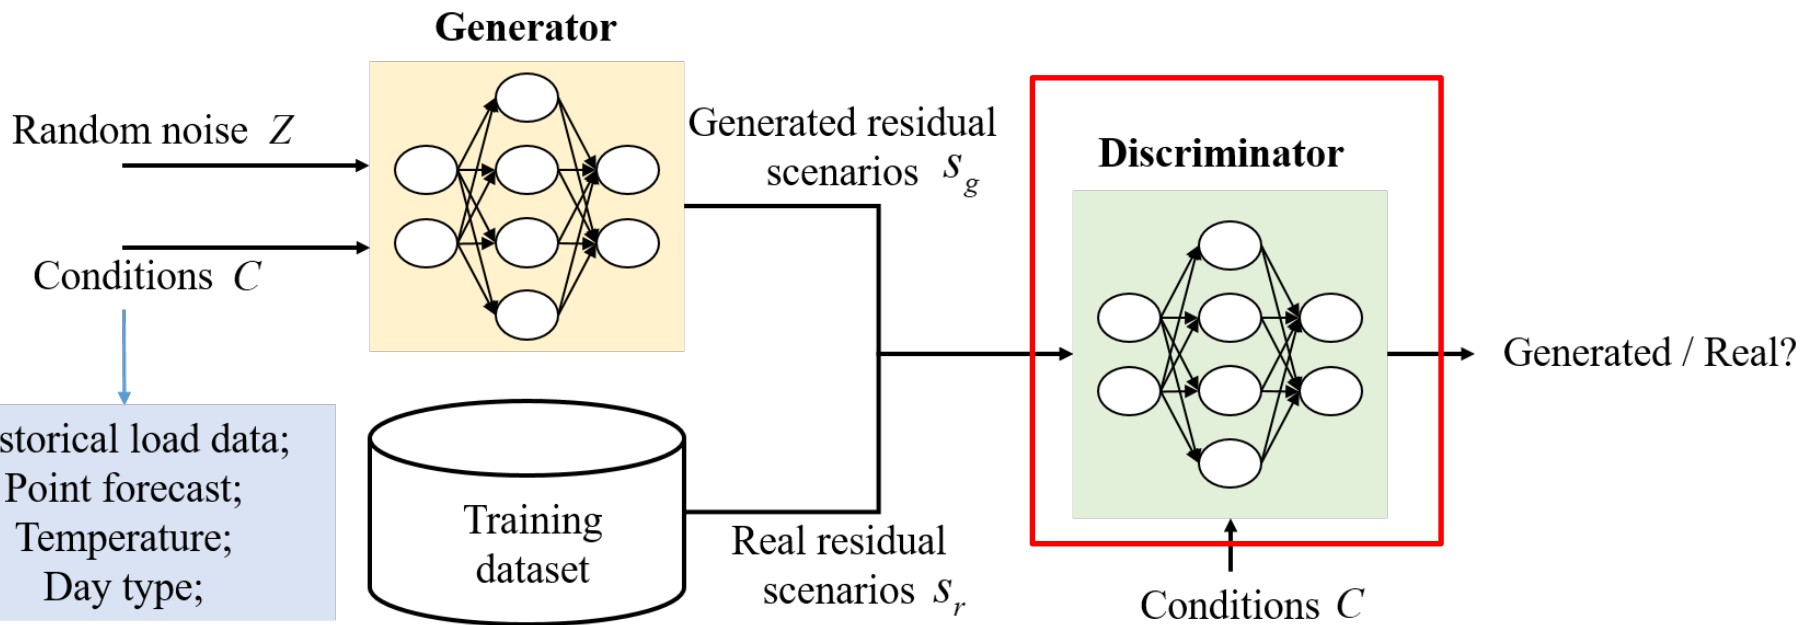 Generator
Random noise Z
Generated residual
scenarios s_g
Discriminator
Conditions C
Generated / Real?
load data;
Point forecast;
Temperature;
Day type;
Training
dataset
Real residual
scenarios s_r
Conditions C